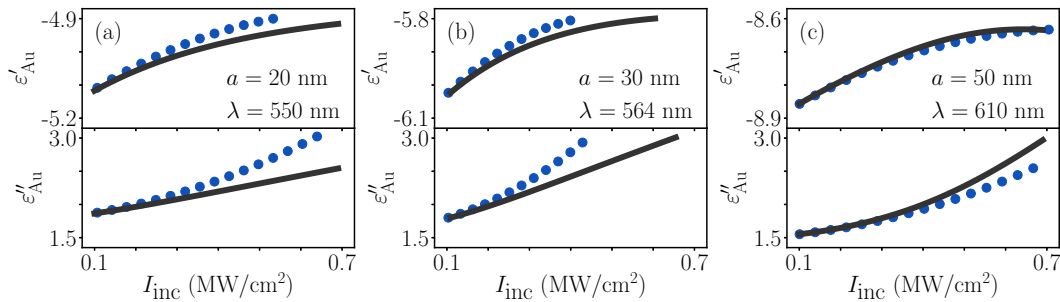 -4.9
(a)
ε′Au
a = 20 nm
λ = 550 nm
-5.2
3.0
ε″Au
1.5
0.1
0.7
Iinc (MW/cm²)
-5.8
(b)
ε′Au
a = 30 nm
λ = 564 nm
-6.1
3.0
ε″Au
1.5
0.1
0.7
Iinc (MW/cm²)
-8.6
(c)
ε′Au
a = 50 nm
λ = 610 nm
-8.9
3.0
ε″Au
1.5
0.1
0.7
Iinc (MW/cm²)